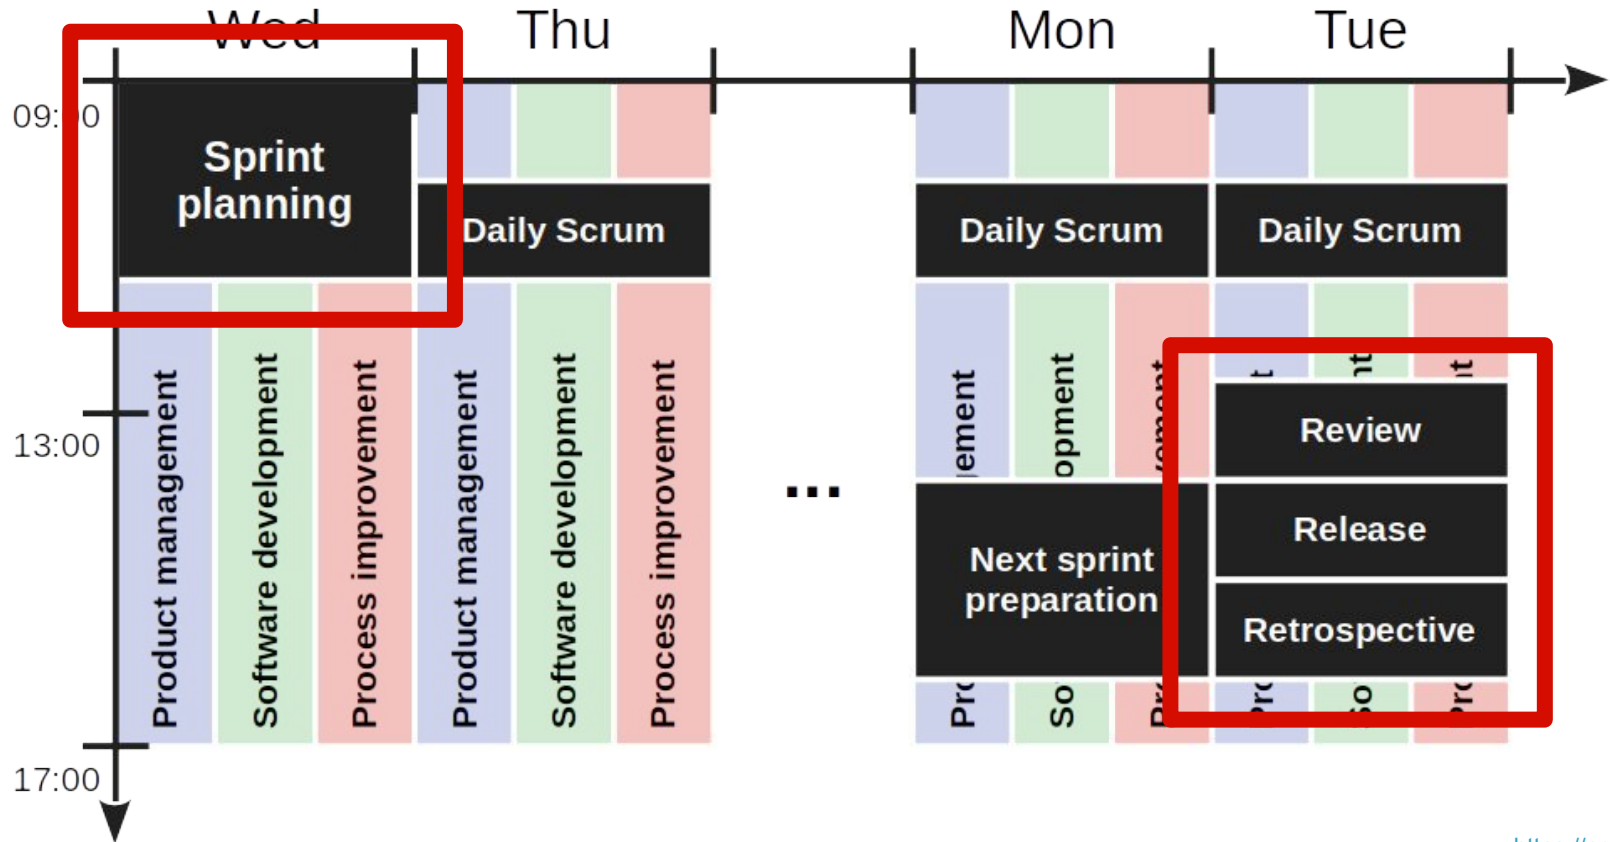 Wed Thu Mon Tue
09:00
Sprint
planning
Daily Scrum Daily Scrum Daily Scrum
13:00
Product management
Software development
Process improvement
Product management
Software development
Process improvement
...
Review
Next sprint
preparation
Release
Retrospective
17:00